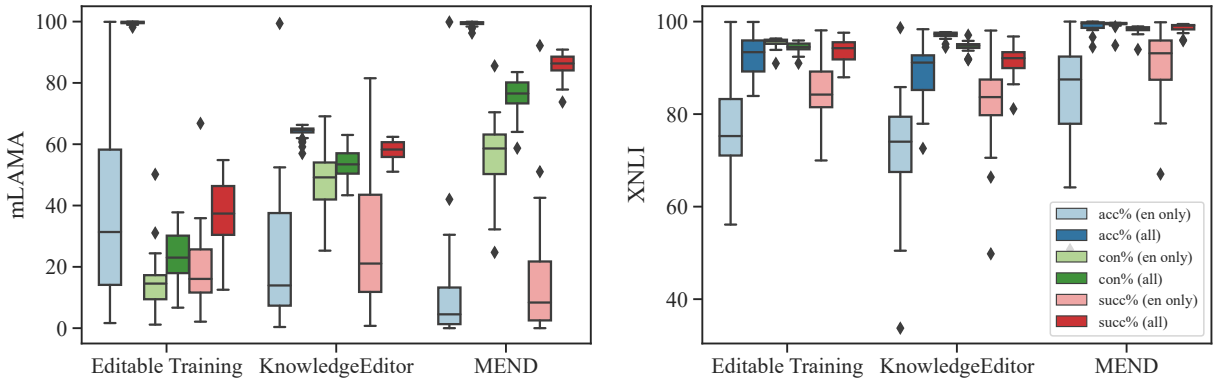 mLAMA
100
80
60
40
20
0
Editable Training
KnowledgeEditor
MEND
XNLI
100
80
60
40
Editable Training
KnowledgeEditor
MEND
acc% (en only)
acc% (all)
con% (en only)
con% (all)
succ% (en only)
succ% (all)